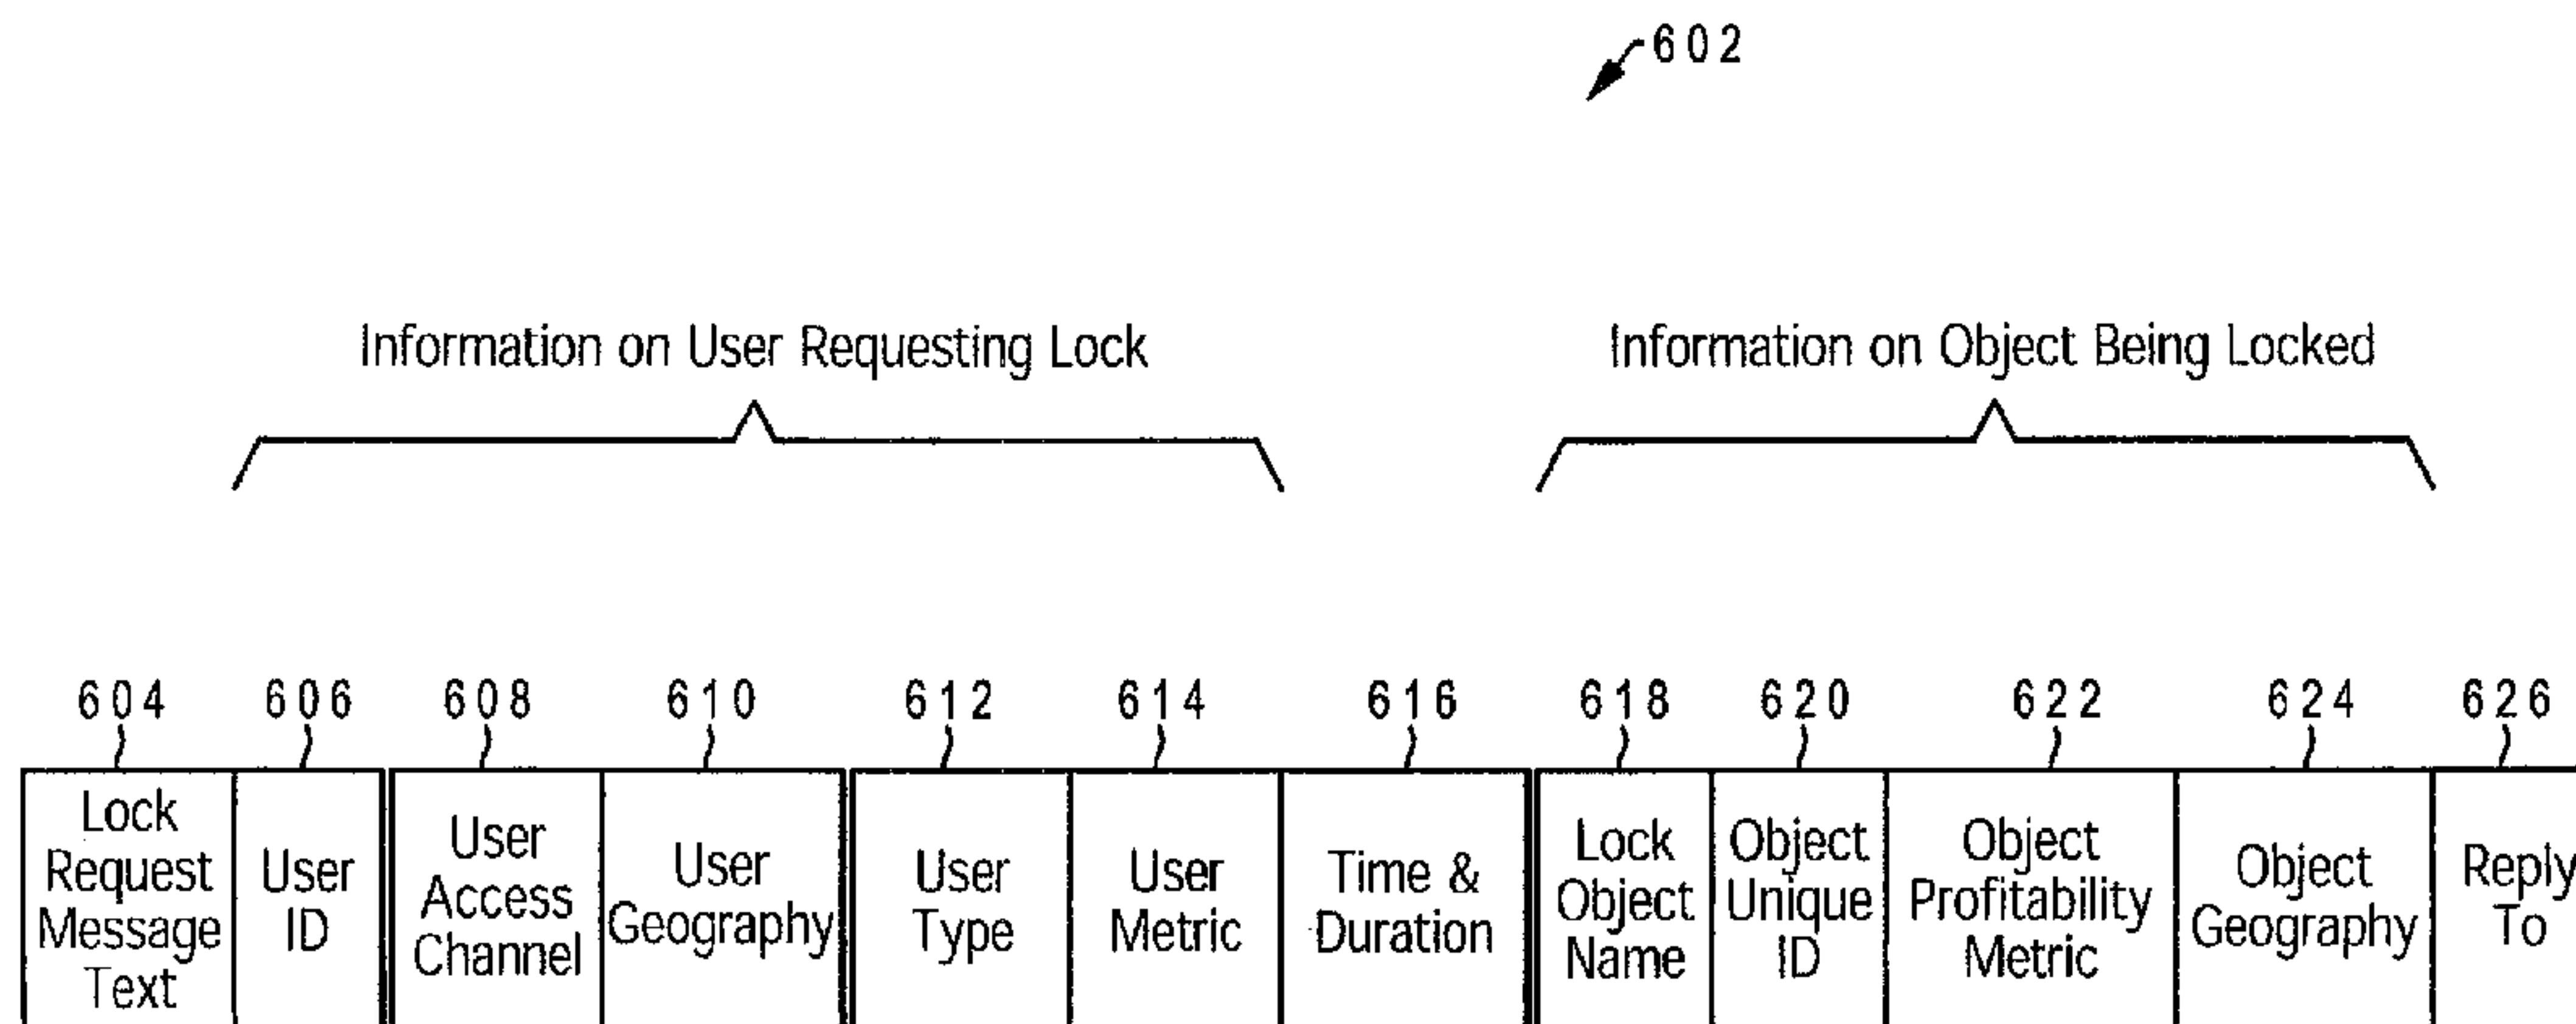 602
Information on User Requesting Lock
Information on Object Being Locked
604
606
608
610
612
614
616
618
620
622
624
626
Lock
Request
Message
Text
User
ID
User
Access
Channel
User
Geography
User
Type
User
Metric
Time &
Duration
Lock
Object
Name
Object
Unique
ID
Object
Profitability
Metric
Object
Geography
Reply
To